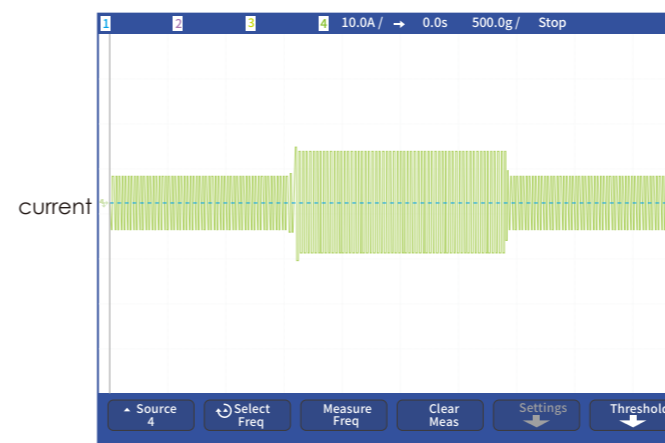 1 2 3 4 10.0A / → 0.0s 500.0g / Stop
current
Source
4
Select
Freq
Measure
Freq
Clear
Meas
Settings
Threshold